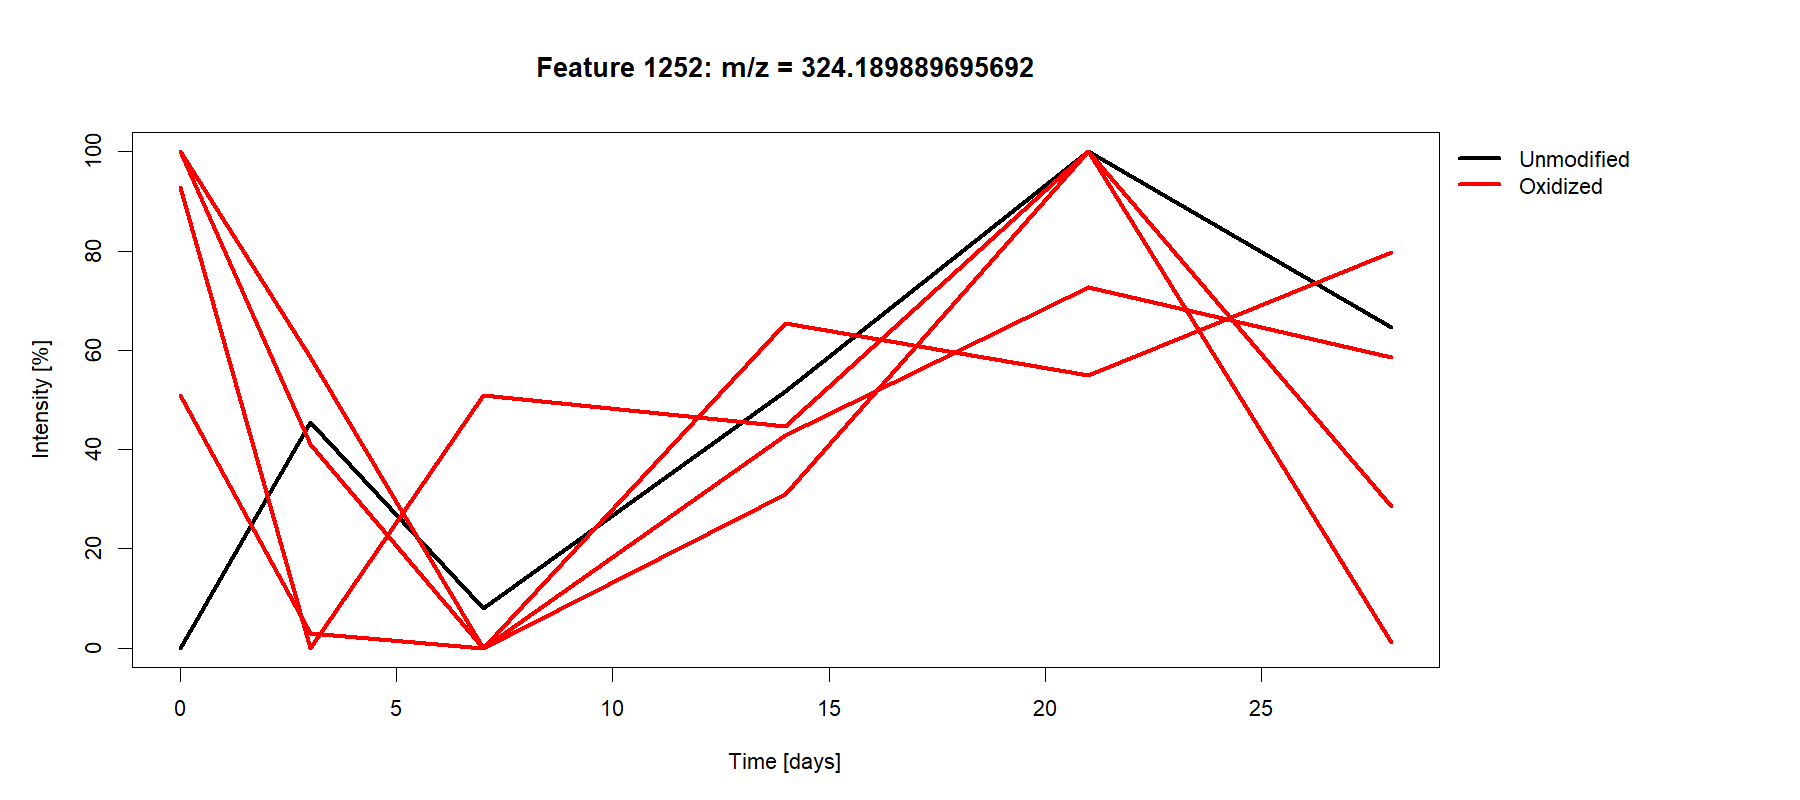 Feature 1252: m/z = 324.189889695692
Unmodified
Oxidized
100
80
60
40
20
0
Intensity [%]
0 5 10 15 20 25
Time [days]